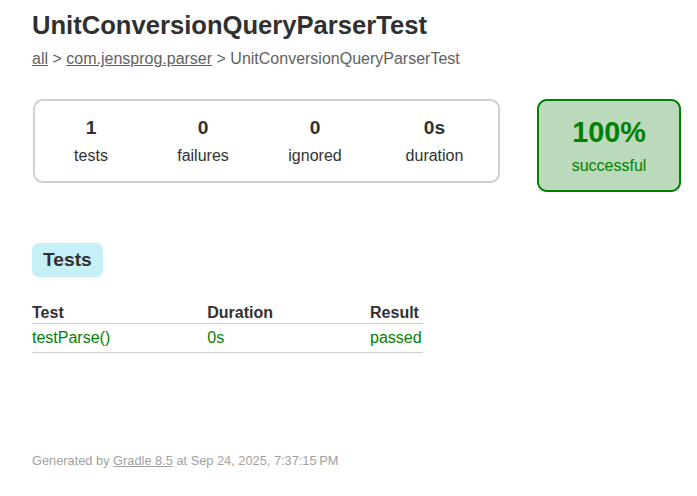 UnitConversionQueryParserTest
all > com.jensprog.parser > UnitConversionQueryParserTest
1 0 0 0s 100%
tests failures ignored duration successful
Tests
Test Duration Result
testParse() 0s passed
Generated by Gradle 8.5 at Sep 24, 2025, 7:37:15 PM